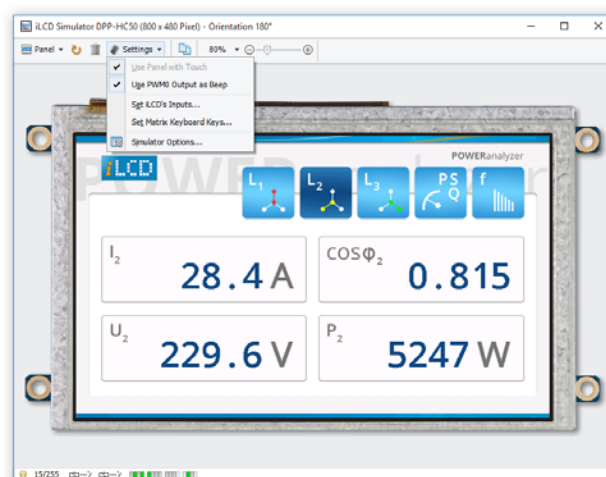 iLCD Simulator DPP-HC50 (800 x 480 Pixel) - Orientation 180°
Panel Settings 80%
Use Panel with Touch
Use PWM0 Output as Beep
Set iLCD's Inputs...
Set Matrix Keyboard Keys...
Simulator Options...
iLCD
POWERanalyzer
POWERanalyzer
L1 L2 L3 PS Q f
I2 28.4 A
cosφ2 0.815
U2 229.6 V
P2 5247 W
15/255